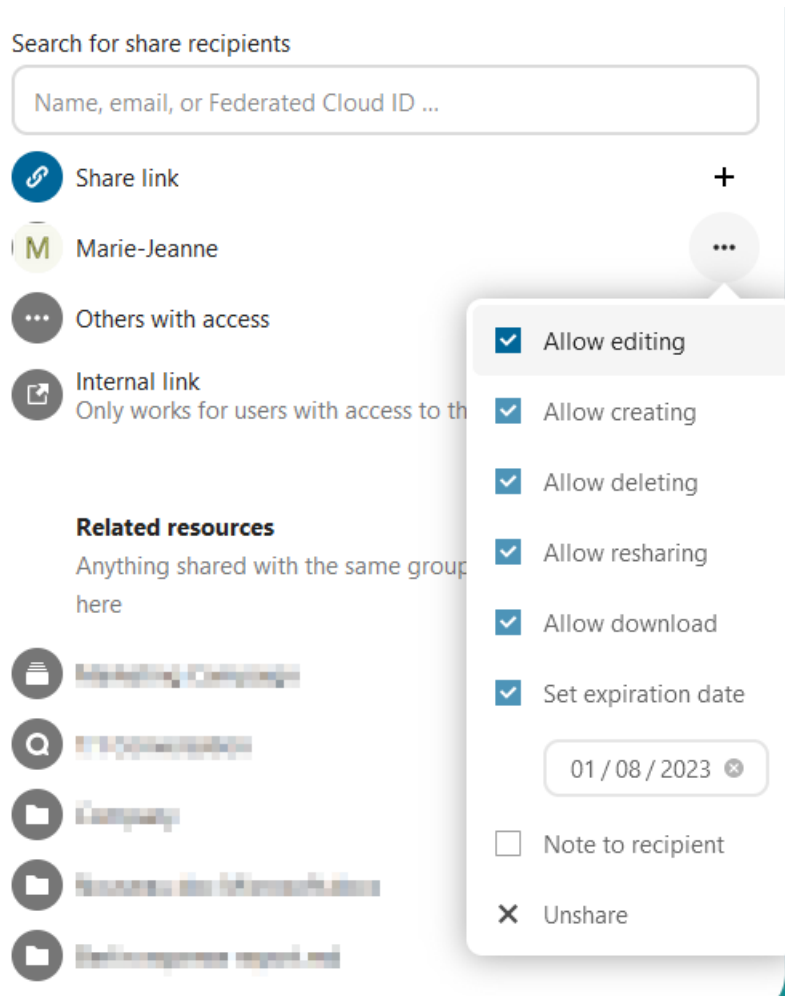 Search for share recipients
Name, email, or Federated Cloud ID ...
Share link
M Marie-Jeanne
Others with access
Internal link
Only works for users with access to th
Allow editing
Allow creating
Allow deleting
Allow resharing
Allow download
Set expiration date
01 / 08 / 2023
Note to recipient
Unshare
Related resources
Anything shared with the same group
here